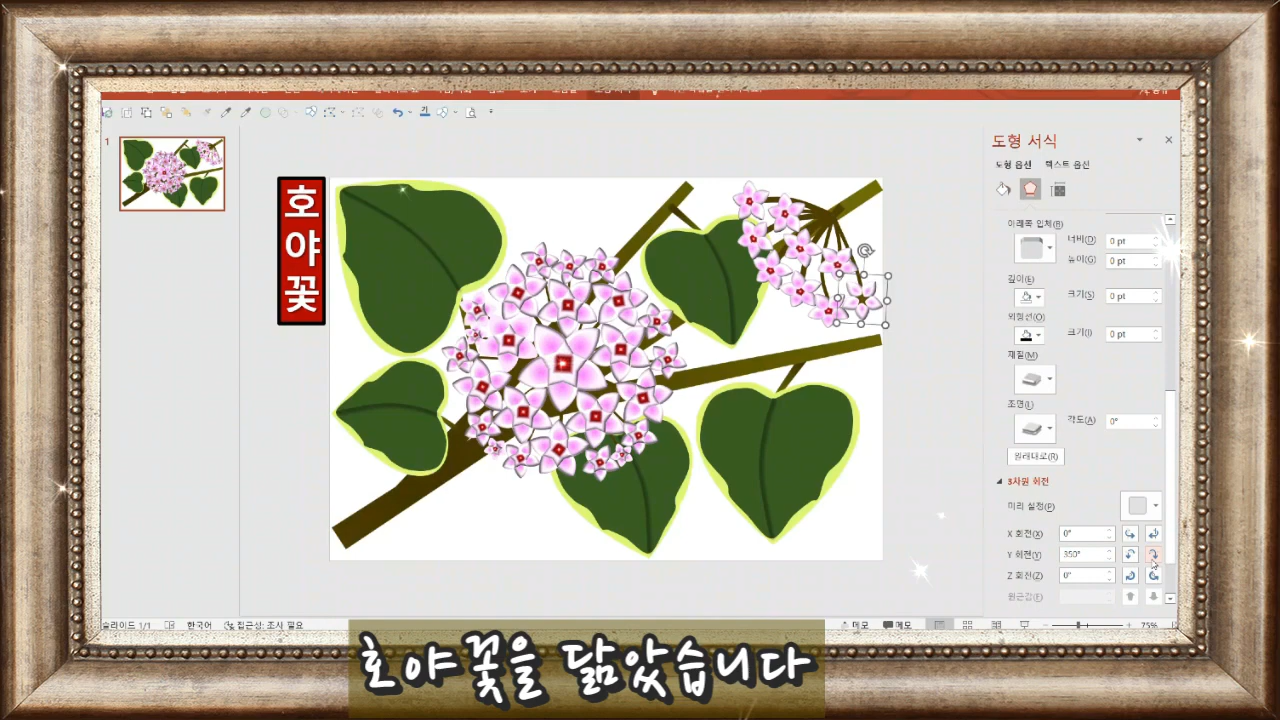 1
도형 서식
도형 옵션 텍스트 옵션
호
야
꽃
아래쪽 입체(B)
너비(D) 0 pt
높이(G) 0 pt
깊이(E)
크기(S) 0 pt
외형선(O)
크기(I) 0 pt
재질(M)
조명(L)
각도(A) 0°
원래대로(R)
3차원 회전
미리 설정(P)
X 회전(X) 0°
Y 회전(Y) 350°
Z 회전(Z) 0°
원근감(E)
슬라이드 1/1 한국어 접근성: 조사 필요 메모 메모 75%
호야꽃을 닮았습니다